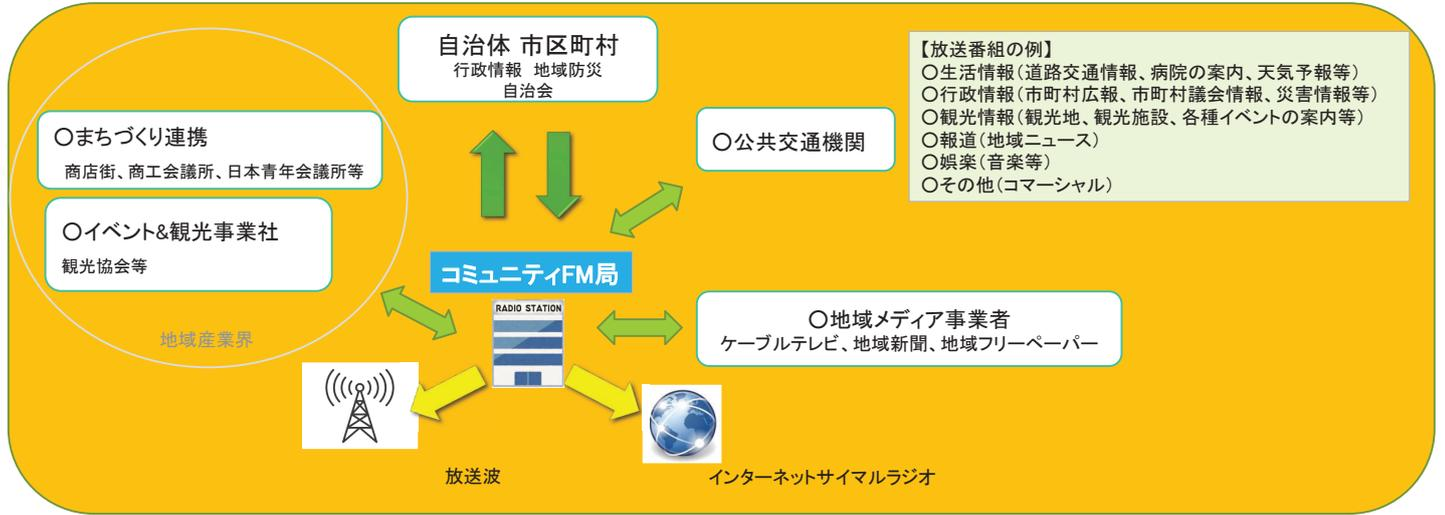 自治体 市区町村
行政情報 地域防災
自治会
【放送番組の例】
〇生活情報(道路交通情報、病院の案内、天気予報等)
〇行政情報(市町村広報、市町村議会情報、災害情報等)
〇観光情報(観光地、観光施設、各種イベントの案内等)
〇報道(地域ニュース)
〇娯楽(音楽等)
〇その他(コマーシャル)
〇まちづくり連携
商店街、商工会議所、日本青年会議所等
〇公共交通機関
〇イベント&観光事業社
観光協会等
地域産業界
コミュニティFM局
RADIO STATION
〇地域メディア事業者
ケーブルテレビ、地域新聞、地域フリーペーパー
放送波
インターネットサイマルラジオ